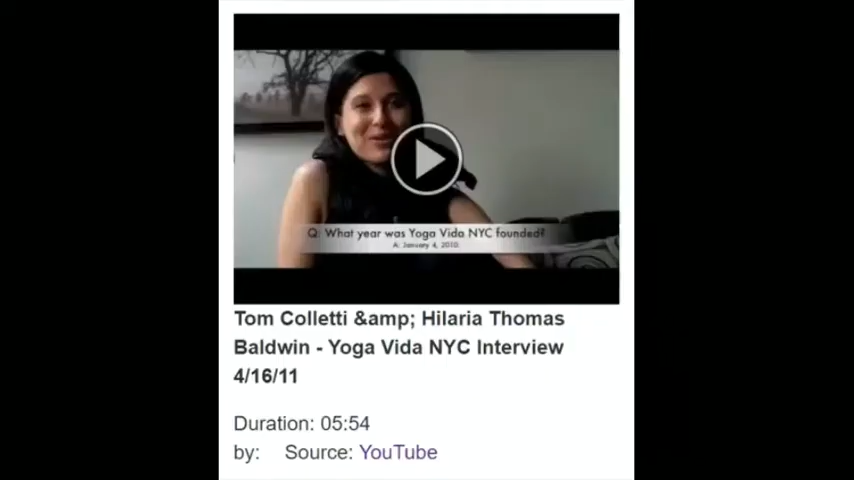 Q: What year was Yoga Vida NYC founded?
A: January 4, 2010.
Tom Colletti &amp; Hilaria Thomas
Baldwin - Yoga Vida NYC Interview
4/16/11
Duration: 05:54
by: Source: YouTube